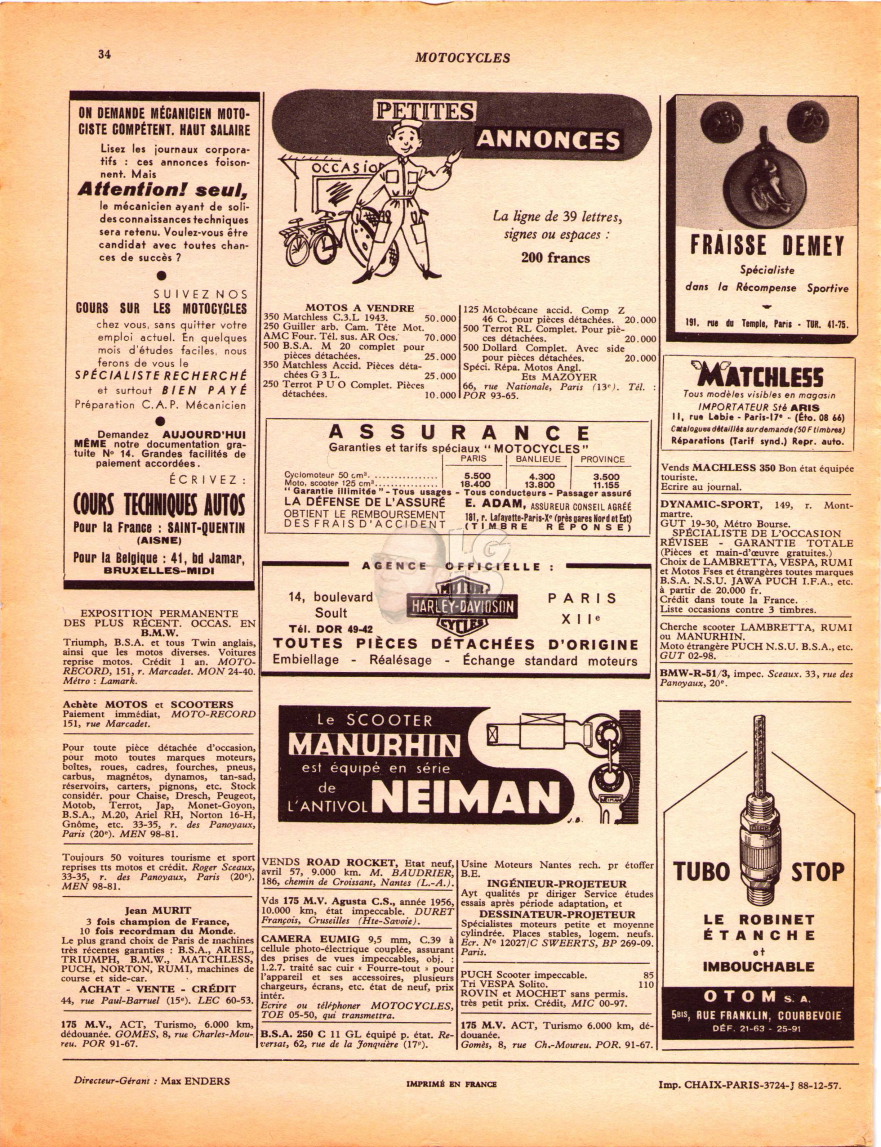 34
MOTOCYCLES
ON DEMANDE MÉCANICIEN MOTO-
CISTE COMPÉTENT. HAUT SALAIRE
Lisez les journaux corpora-
tifs : ces annonces foison-
nent. Mais
Attention! seul,
le mécanicien ayant de soli-
des connaissances techniques
sera retenu. Voulez-vous être
candidat avec toutes chan-
ces de succès ?
SUIVEZ NOS
COURS SUR LES MOTOCYCLES
chez vous, sans quitter votre
emploi actuel. En quelques
mois d'études faciles, nous
ferons de vous le
SPÉCIALISTE RECHERCHÉ
et surtout BIEN PAYÉ
Préparation C.A.P. Mécanicien
Demandez AUJOURD'HUI
MÊME notre documentation gra-
tuite N° 14. Grandes facilités de
paiement accordées.
ÉCRIVEZ :
COURS TECHNIQUES AUTOS
Pour la France : SAINT-QUENTIN
(AISNE)
Pour la Belgique : 41, bd Jamar,
BRUXELLES-MIDI
EXPOSITION PERMANENTE
DES PLUS RÉCENT. OCCAS. EN
B.M.W.
Triumph, B.S.A. et tous Twin anglais,
ainsi que les motos diverses. Voitures
reprise motos. Crédit 1 an. MOTO-
RECORD, 151, r. Marcadet. MON 24-40.
Métro : Lamark.
Achète MOTOS et SCOOTERS
Paiement immédiat, MOTO-RECORD
151, rue Marcadet.
Pour toute pièce détachée d'occasion,
pour moto toutes marques moteurs,
boîtes, roues, cadres, fourches, pneus,
carbus, magnétos, dynamos, tan-sad,
réservoirs, carters, pignons, etc. Stock
considér. pour Chaise, Dresch, Peugeot,
Motob, Terrot, Jap, Monet-Goyon,
B.S.A., M.20, Ariel RH, Norton 16-H,
Gnôme, etc. 33-35, r. des Panoyaux,
Paris (20e). MEN 98-81.
Toujours 50 voitures tourisme et sport
reprises tts motos et crédit. Roger Sceaux,
33-35, r. des Panoyaux, Paris (20e).
MEN 98-81.
Jean MURIT
3 fois champion de France,
10 fois recordman du Monde.
Le plus grand choix de Paris de machines
très récentes garanties : B.S.A., ARIEL,
TRIUMPH, B.M.W., MATCHLESS,
PUCH, NORTON, RUMI, machines de
course et side-car.
ACHAT - VENTE - CRÉDIT
44, rue Paul-Barruel (15e). LEC 60-53.
175 M.V., ACT, Turismo, 6.000 km,
dédouanée. GOMES, 8, rue Charles-Mou-
reu. POR 91-67.
PETITES
ANNONCES
OCCASION
La ligne de 39 lettres,
signes ou espaces :
200 francs
MOTOS A VENDRE
350 Matchless C.3.L 1943. 50.000
250 Guiller arb. Cam. Tête Mot.
AMC Four. Tél. sus. AR Ocs. 70.000
500 B.S.A. M 20 complet pour
pièces détachées. 25.000
350 Matchless Accid. Pièces déta-
chées G 3 L. 25.000
250 Terrot P U O Complet. Pièces
détachées. 10.000
125 Motobécane accid. Comp Z
46 C. pour pièces détachées. 20.000
500 Terrot RL Complet. Pour piè-
ces détachées. 20.000
500 Dollard Complet. Avec side
pour pièces détachées. 20.000
Spéci. Répa. Motos Angl.
Ets MAZOYER
66, rue Nationale, Paris (13e). Tél. :
POR 93-65.
ASSURANCE
Garanties et tarifs spéciaux "MOTOCYCLES"
PARIS BANLIEUE PROVINCE
Cyclomoteur 50 cm³. ............... 5.500 4.300 3.500
Moto, scooter 125 cm³............... 18.400 13.800 11.155
"Garantie illimitée" - Tous usages - Tous conducteurs - Passager assuré
LA DÉFENSE DE L'ASSURÉ
OBTIENT LE REMBOURSEMENT
DES FRAIS D'ACCIDENT
E. ADAM, ASSUREUR CONSEIL AGRÉÉ
181, r. Lafayette-Paris-Xe (près gares Nord et Est)
(TIMBRE RÉPONSE)
AGENCE OFFICIELLE :
14, boulevard
Soult
Tél. DOR 49-42
MOTOR
HARLEY-DAVIDSON
CYCLES
PARIS
XIIe
TOUTES PIÈCES DÉTACHÉES D'ORIGINE
Embiellage - Réalésage - Échange standard moteurs
Le SCOOTER
MANURHIN
est équipé en série
de
L'ANTIVOL NEIMAN
J.B.
VENDS ROAD ROCKET, Etat neuf,
avril 57, 9.000 km. M. BAUDRIER,
186, chemin de Croissant, Nantes (L.-A.).
Vds 175 M.V. Agusta C.S., année 1956,
10.000 km, état impeccable. DURET
François, Cruseilles (Hte-Savoie).
CAMERA EUMIG 9,5 mm, C.39 à
cellule photo-électrique couplée, assurant
des prises de vues impeccables, obj. :
1.2.7. traité sac cuir « Fourre-tout » pour
l'appareil et ses accessoires, plusieurs
chargeurs, écrans, etc. état de neuf, prix
intér.
Ecrire ou téléphoner MOTOCYCLES,
TOE 05-50, qui transmettra.
B.S.A. 250 C 11 GL équipé p. état. Re-
versat, 62, rue de la Jonquière (17e).
Usine Moteurs Nantes rech. pr étoffer
B.E.
INGÉNIEUR-PROJETEUR
Ayt qualités pr diriger Service études
essais après période adaptation, et
DESSINATEUR-PROJETEUR
Spécialistes moteurs petite et moyenne
cylindrée. Places stables, logem. neufs.
Ecr. N° 12027/C SWEERTS, BP 269-09.
Paris.
PUCH Scooter impeccable. 85
Tri VESPA Solito. 110
ROVIN et MOCHET sans permis.
très petit prix. Crédit, MIC 00-97.
175 M.V. ACT, Turismo 6.000 km, dé-
douanée.
Gomès, 8, rue Ch.-Moureu. POR. 91-67.
FRAISSE DEMEY
Spécialiste
dans la Récompense Sportive
191, rue du Temple, Paris - TUR. 41-75.
MATCHLESS
Tous modèles visibles en magasin
IMPORTATEUR Sté ARIS
11, rue Labie - Paris-17e - (Éto. 08 66)
Catalogues détaillés sur demande (50 F timbres)
Réparations (Tarif synd.) Repr. auto.
Vends MACHLESS 350 Bon état équipée
touriste.
Ecrire au journal.
DYNAMIC-SPORT, 149, r. Mont-
martre.
GUT 19-30, Métro Bourse.
SPÉCIALISTE DE L'OCCASION
RÉVISÉE - GARANTIE TOTALE
(Pièces et main-d'œuvre gratuites.)
Choix de LAMBRETTA, VESPA, RUMI
et Motos Fses et étrangères toutes marques
B.S.A. N.S.U. JAWA PUCH I.F.A., etc.
à partir de 20.000 fr.
Crédit dans toute la France.
Liste occasions contre 3 timbres.
Cherche scooter LAMBRETTA, RUMI
ou MANURHIN.
Moto étrangère PUCH N.S.U. B.S.A., etc.
GUT 02-98.
BMW-R-51/3, impec. Sceaux. 33, rue des
Panoyaux, 20e.
TUBO STOP
LE ROBINET
ÉTANCHE
et
IMBOUCHABLE
OTOM S. A.
5BIS, RUE FRANKLIN, COURBEVOIE
DÉF. 21-63 - 25-91
Directeur-Gérant : Max ENDERS
IMPRIMÉ EN FRANCE
Imp. CHAIX-PARIS-3724-J 88-12-57.